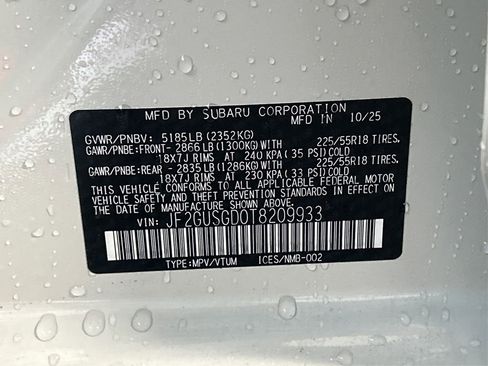 MFD BY SUBARU CORPORATION
MFD IN 10/25
GVWR/PNBV: 5185LB (2352KG)
GAWR/PNBE:FRONT- 2866LB (1300KG) 225/55R18 TIRES.
18X7J RIMS AT 240 KPA (35 PSI) COLD
GAWR/PNBE:REAR - 2835LB (1286KG) 225/55R18 TIRES.
18X7J RIMS AT 230 KPA (33 PSI) COLD
THIS VEHICLE CONFORMS TO ALL APPLICABLE FEDERAL MOTOR
VEHICLE SAFETY AND THEFT PREVENTION STANDARDS IN EFFECT
ON THE DATE OF MANUFACTURE SHOWN ABOVE.
VIN: JF2GUSGD0T8209933
TYPE:MPV/VTUM ICES/NMB-002